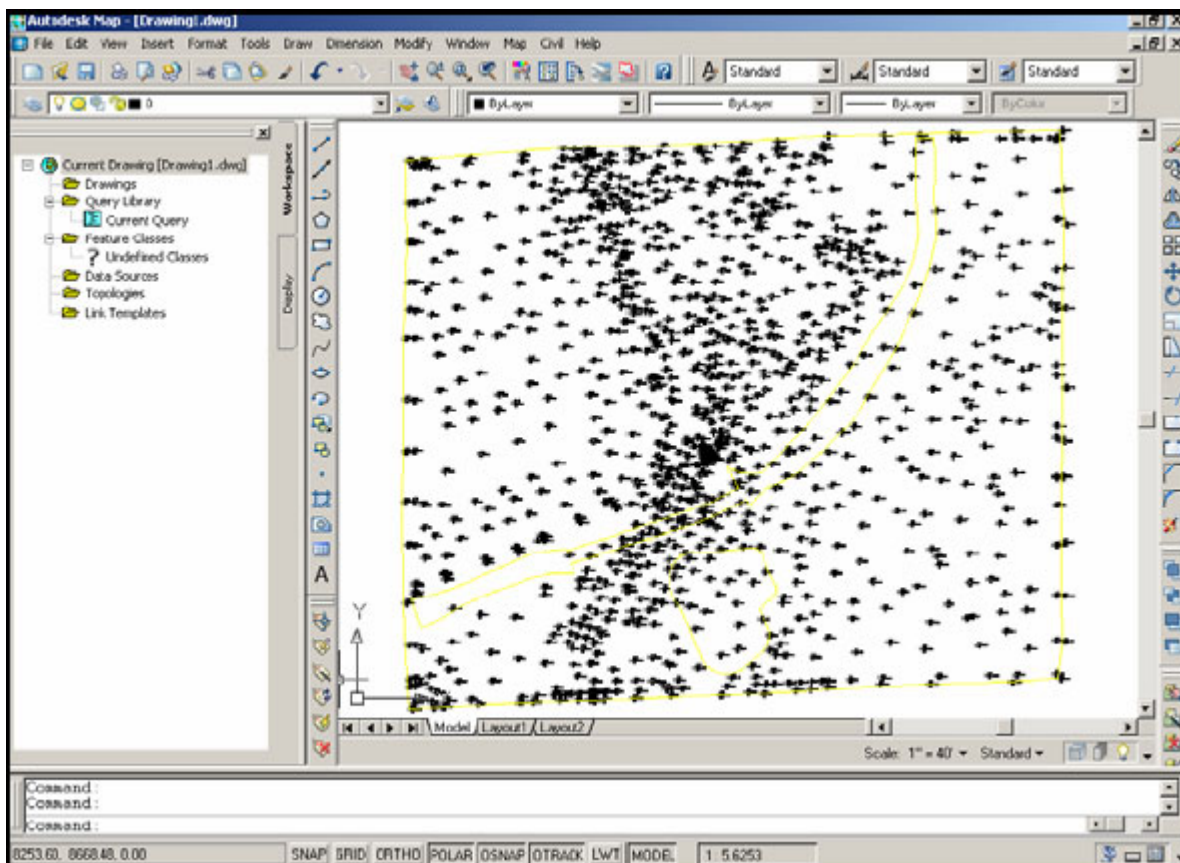 Autodesk Map - [Drawing1.dwg]
File Edit View Insert Format Tools Draw Dimension Modify Window Map Civil Help
Standard Standard Standard
0 ByLayer ByLayer ByLayer ByColor
Current Drawing [Drawing1.dwg]
Drawings
Query Library
Current Query
Feature Classes
? Undefined Classes
Data Sources
Topologies
Link Templates
Workspace
Display
A
Y
Model Layout1 Layout2
Scale: 1" = 40' Standard
Command:
Command:
Command:
8253.60, 8668.48, 0.00 SNAP GRID ORTHO POLAR OSNAP OTRACK LWT MODEL 1: 5.6253